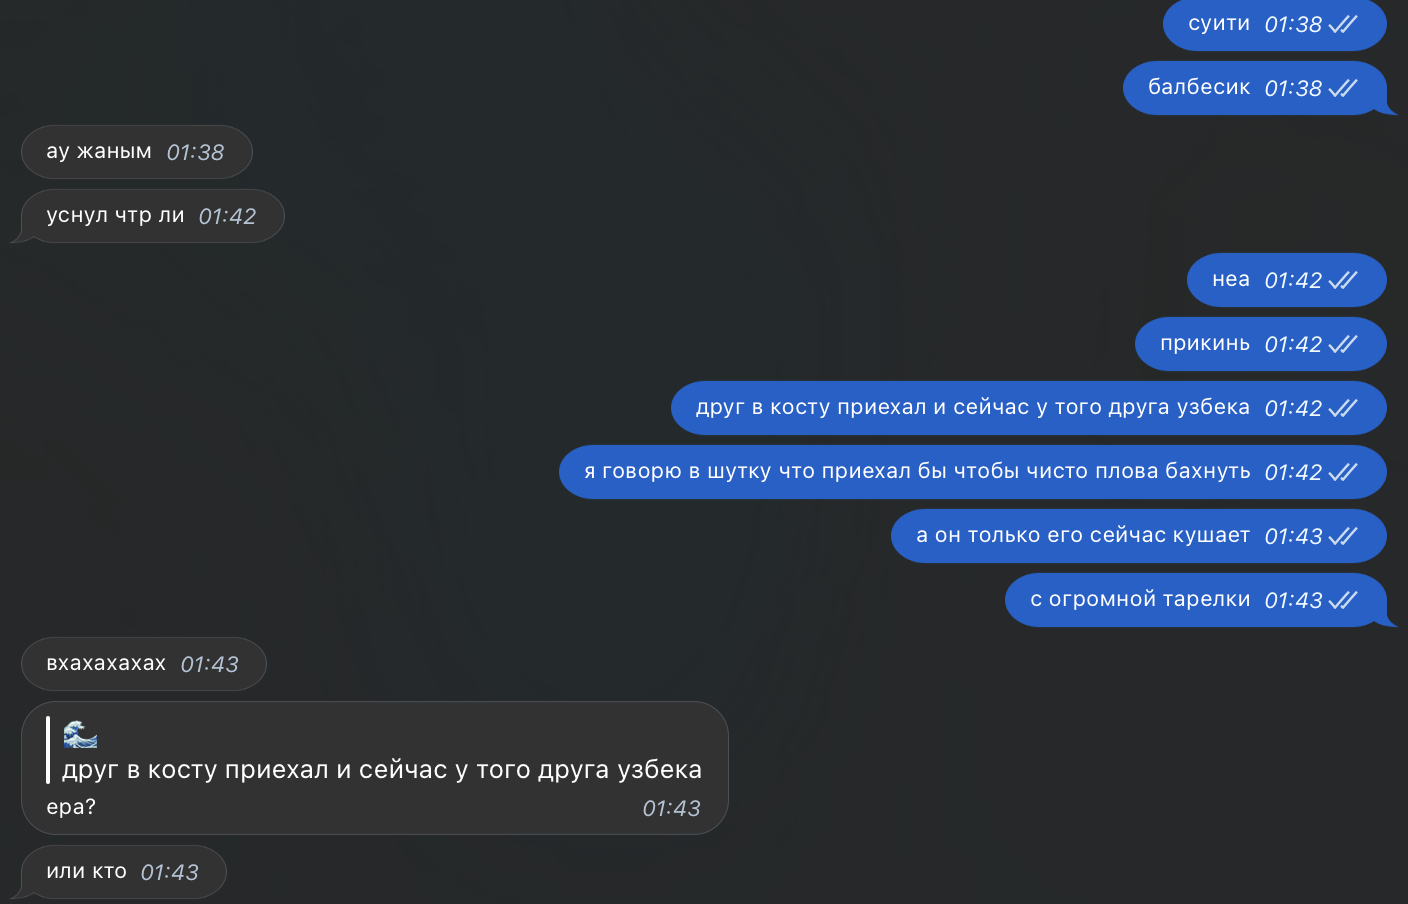 суити 01:38
балбесик 01:38
ау жаным 01:38
уснул чтр ли 01:42
неа 01:42
прикинь 01:42
друг в косту приехал и сейчас у того друга узбека 01:42
я говорю в шутку что приехал бы чтобы чисто плова бахнуть 01:42
а он только его сейчас кушает 01:43
с огромной тарелки 01:43
вхахахахах 01:43
🌊
друг в косту приехал и сейчас у того друга узбека
ера? 01:43
или кто 01:43